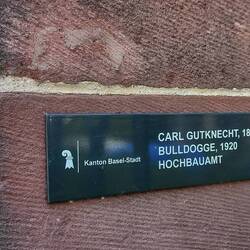 Kanton Basel-Stadt
CARL GUTKNECHT, 18
BULLDOGGE, 1920
HOCHBAUAMT